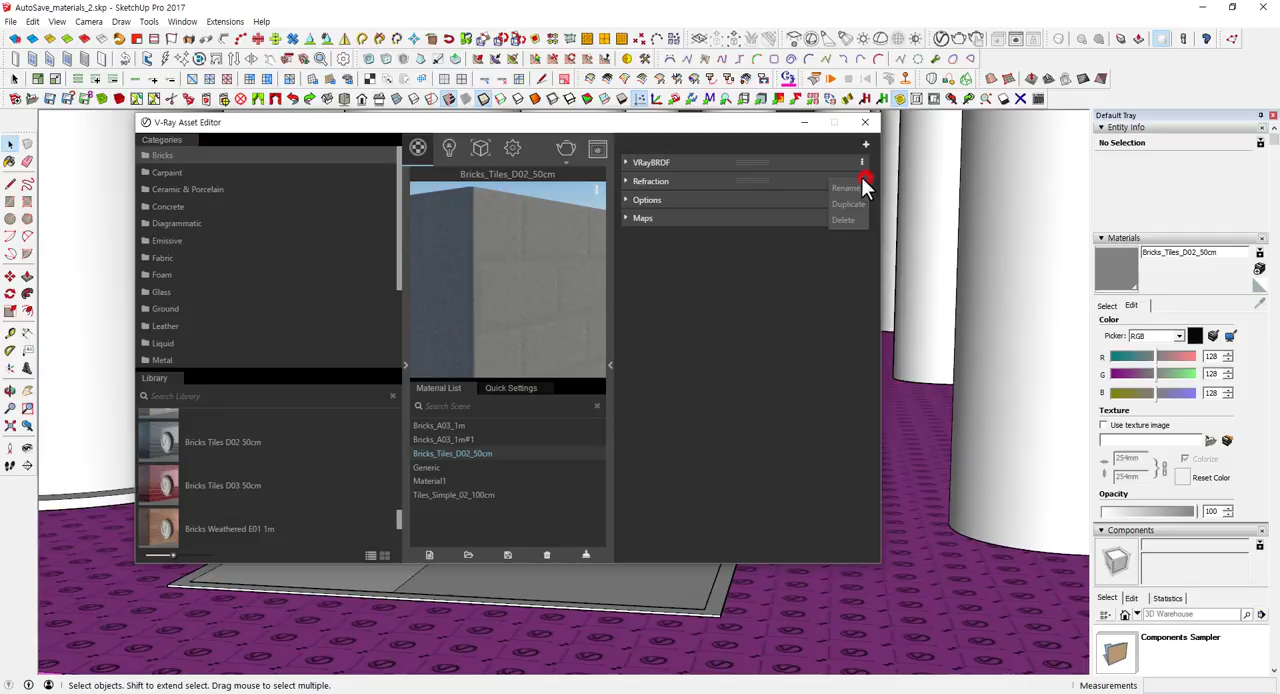 AutoSave_materials_2.skp - SketchUp Pro 2017
File Edit View Camera Draw Tools Window Extensions Help
V-Ray Asset Editor
Categories
Bricks
Carpaint
Ceramic & Porcelain
Concrete
Diagrammatic
Emissive
Fabric
Foam
Glass
Ground
Leather
Liquid
Metal
Library
Search Library
Bricks Tiles D02 50cm
Bricks Tiles D03 50cm
Bricks Weathered E01 1m
Bricks_Tiles_D02_50cm
Material List Quick Settings
Search Scene
Bricks_A03_1m
Bricks_A03_1m#1
Bricks_Tiles_D02_50cm
Generic
Material1
Tiles_Simple_02_100cm
VRayBRDF
Refraction
Options
Maps
Rename
Duplicate
Delete
Default Tray
Entity Info
No Selection
Materials
Bricks_Tiles_D02_50cm
Select Edit
Color
Picker: RGB
R 128
G 128
B 128
Texture
Use texture image
254mm
254mm
Colorize
Reset Color
Opacity
100
Components
Select Edit Statistics
3D Warehouse
Components Sampler
Select objects. Shift to extend select. Drag mouse to select multiple.
Measurements